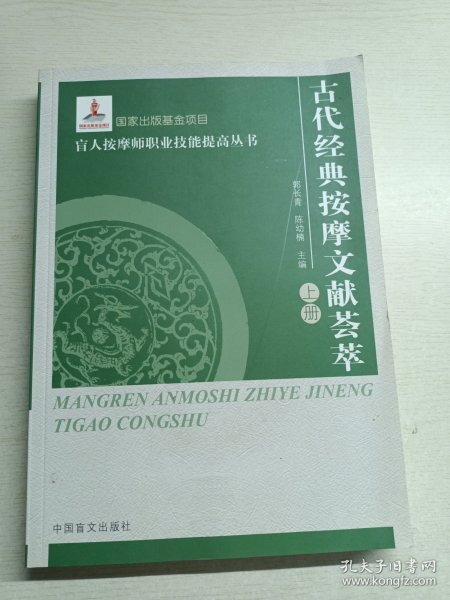 国家出版基金项目
盲人按摩师职业技能提高丛书
古代经典按摩文献荟萃
上册
郭长青 陈幼楠 主编
MANGREN ANMOSHI ZHIYE JINENG
TIGAO CONGSHU
中国盲文出版社
孔夫子旧书网
www.kongfz.com